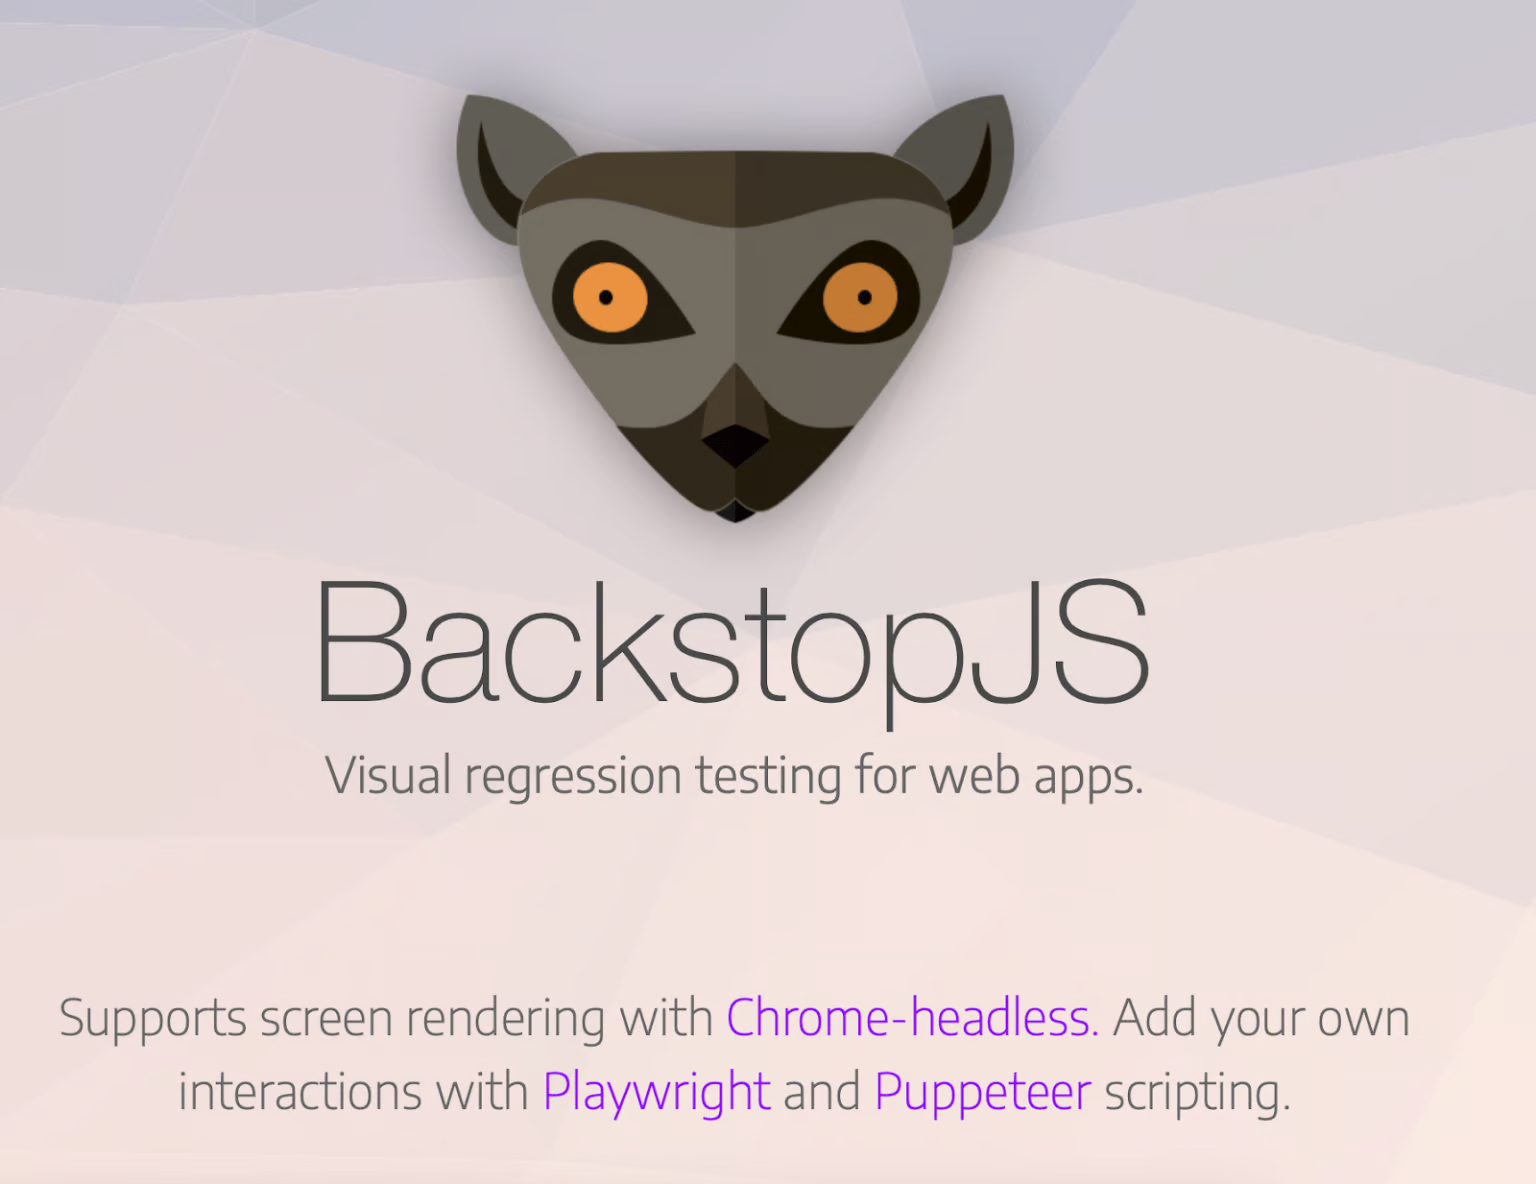 BackstopJS
Visual regression testing for web apps.
Supports screen rendering with Chrome-headless. Add your own
interactions with Playwright and Puppeteer scripting.